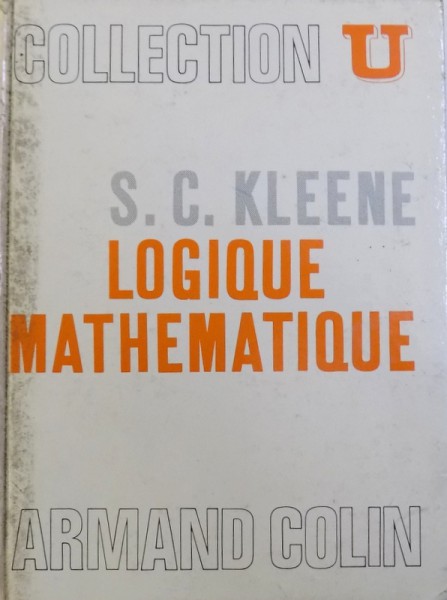 COLLECTION U
S. C. KLEENE
LOGIQUE
MATHEMATIQUE
ARMAND COLIN